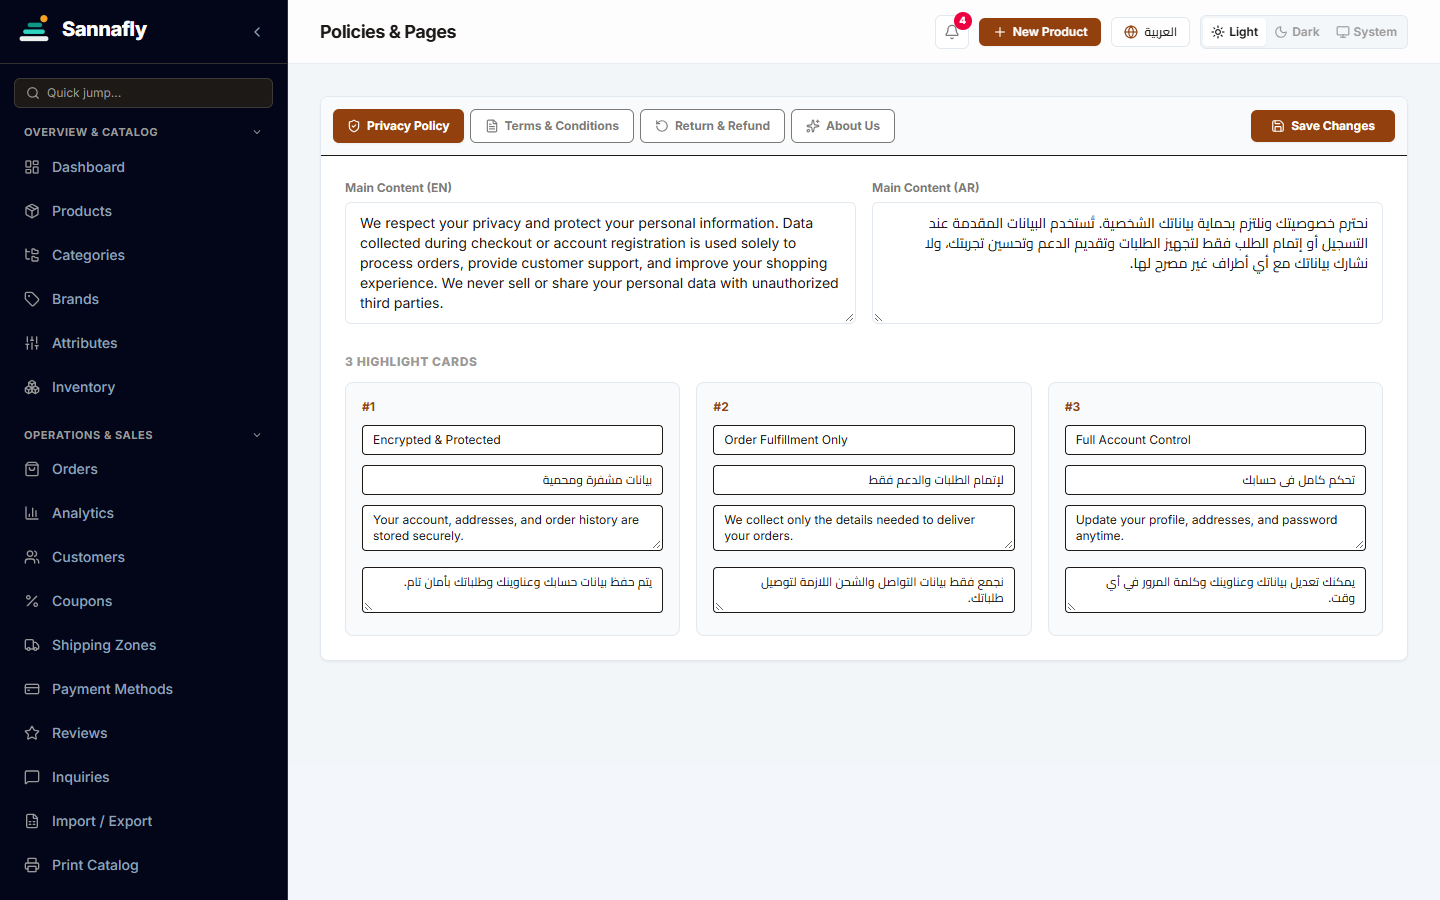 Sannafly
Quick jump...
OVERVIEW & CATALOG
Dashboard
Products
Categories
Brands
Attributes
Inventory
OPERATIONS & SALES
Orders
Analytics
Customers
Coupons
Shipping Zones
Payment Methods
Reviews
Inquiries
Import / Export
Print Catalog
Policies & Pages
4
New Product
العربية
Light
Dark
System
Privacy Policy
Terms & Conditions
Return & Refund
About Us
Save Changes
Main Content (EN)
We respect your privacy and protect your personal information. Data
collected during checkout or account registration is used solely to
process orders, provide customer support, and improve your shopping
experience. We never sell or share your personal data with unauthorized
third parties.
Main Content (AR)
نحترم خصوصيتك ونلتزم بحماية بياناتك الشخصية. تُستخدم البيانات المقدمة عند
التسجيل أو إتمام الطلب فقط لتجهيز الطلبات وتقديم الدعم وتحسين تجربتك، ولا
نشارك بياناتك مع أي أطراف غير مصرح لها.
3 HIGHLIGHT CARDS
#1
Encrypted & Protected
بيانات مشفرة ومحمية
Your account, addresses, and order history are
stored securely.
يتم حفظ بيانات حسابك وعناوينك وطلباتك بأمان تام.
#2
Order Fulfillment Only
لإتمام الطلبات والدعم فقط
We collect only the details needed to deliver
your orders.
نجمع فقط بيانات التواصل والشحن اللازمة لتوصيل
طلباتك.
#3
Full Account Control
تحكم كامل في حسابك
Update your profile, addresses, and password
anytime.
يمكنك تعديل بياناتك وعناوينك وكلمة المرور في أي
وقت.